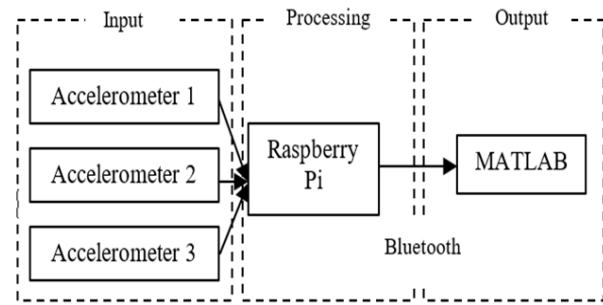 Input
Processing
Output
Accelerometer 1
Accelerometer 2
Accelerometer 3
Raspberry
Pi
MATLAB
Bluetooth